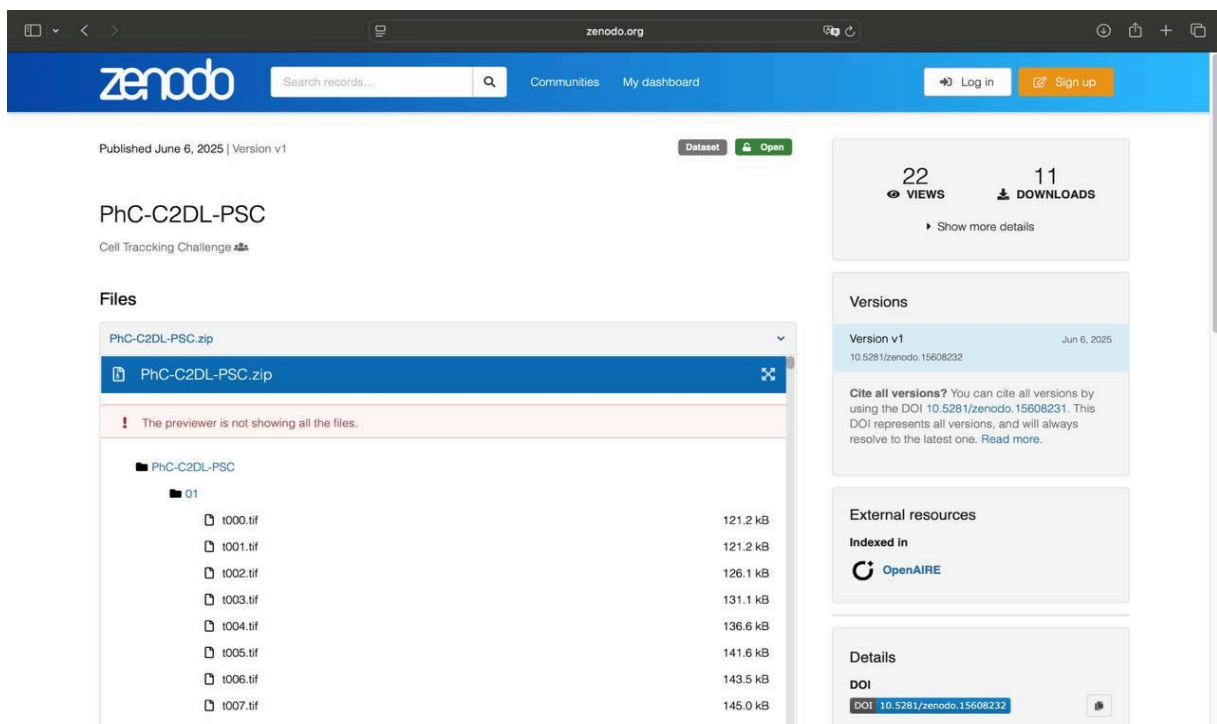 zenodo.org
zenodo
Search records...
Communities
My dashboard
Log in
Sign up
Published June 6, 2025 | Version v1
Dataset
Open
PhC-C2DL-PSC
Cell Traccking Challenge
Files
PhC-C2DL-PSC.zip
PhC-C2DL-PSC.zip
! The previewer is not showing all the files.
PhC-C2DL-PSC
01
t000.tif 121.2 kB
t001.tif 121.2 kB
t002.tif 126.1 kB
t003.tif 131.1 kB
t004.tif 136.6 kB
t005.tif 141.6 kB
t006.tif 143.5 kB
t007.tif 145.0 kB
22 11
VIEWS DOWNLOADS
Show more details
Versions
Version v1 Jun 6, 2025
10.5281/zenodo.15608232
Cite all versions? You can cite all versions by
using the DOI 10.5281/zenodo.15608231. This
DOI represents all versions, and will always
resolve to the latest one. Read more.
External resources
Indexed in
OpenAIRE
Details
DOI
DOI 10.5281/zenodo.15608232